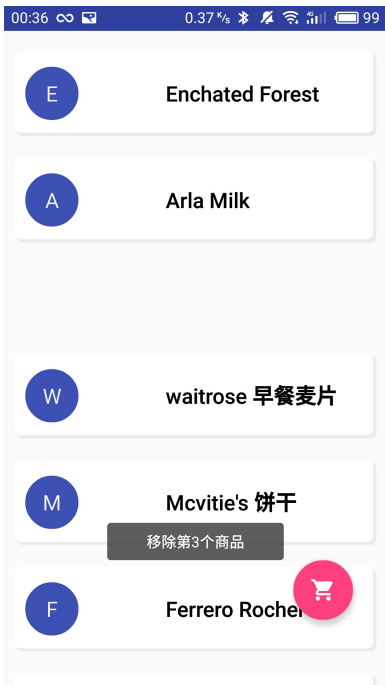 00:36 0.37 K/s 4G 99
E Enchated Forest
A Arla Milk
W waitrose 早餐麦片
M Mcvitie's 饼干
移除第3个商品
F Ferrero Rocher